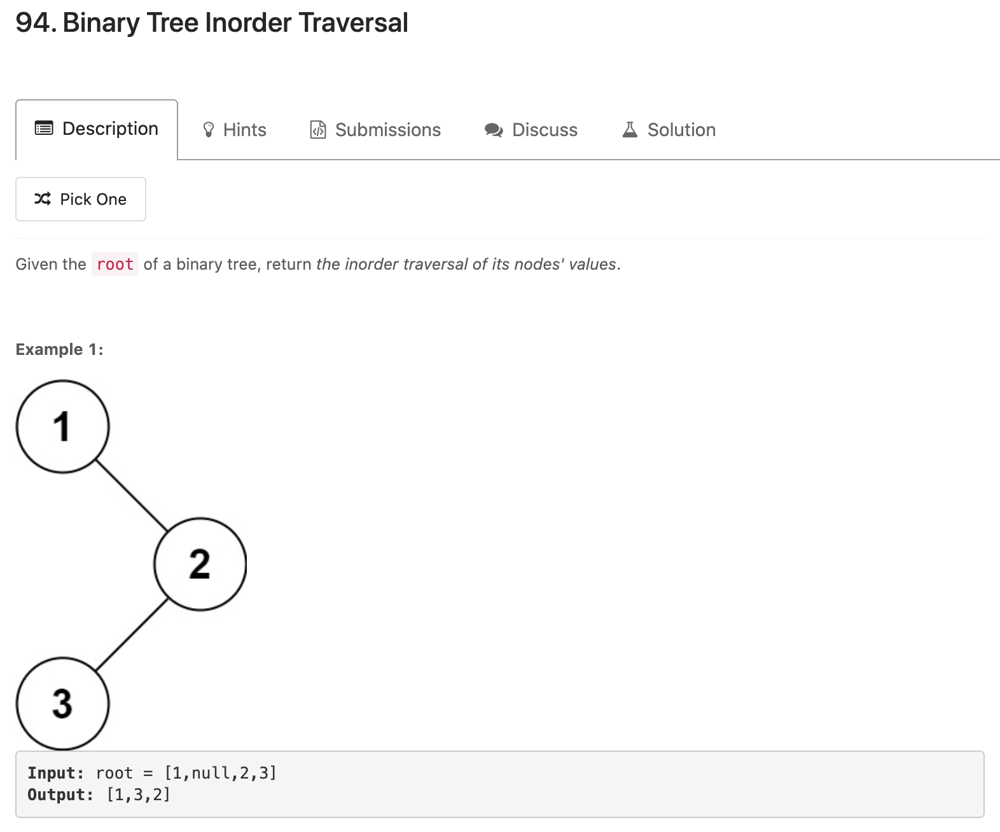 94. Binary Tree Inorder Traversal
Description
Hints
Submissions
Discuss
Solution
Pick One
Given the root of a binary tree, return the inorder traversal of its nodes' values.
Example 1:
1
2
3
Input: root = [1,null,2,3]
Output: [1,3,2]